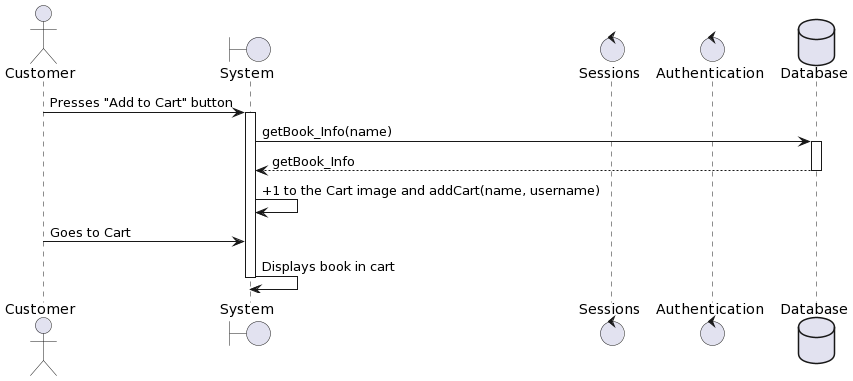 Customer
System
Sessions
Authentication
Database
Presses "Add to Cart" button
getBook_Info(name)
getBook_Info
+1 to the Cart image and addCart(name, username)
Goes to Cart
Displays book in cart
Customer
System
Sessions
Authentication
Database